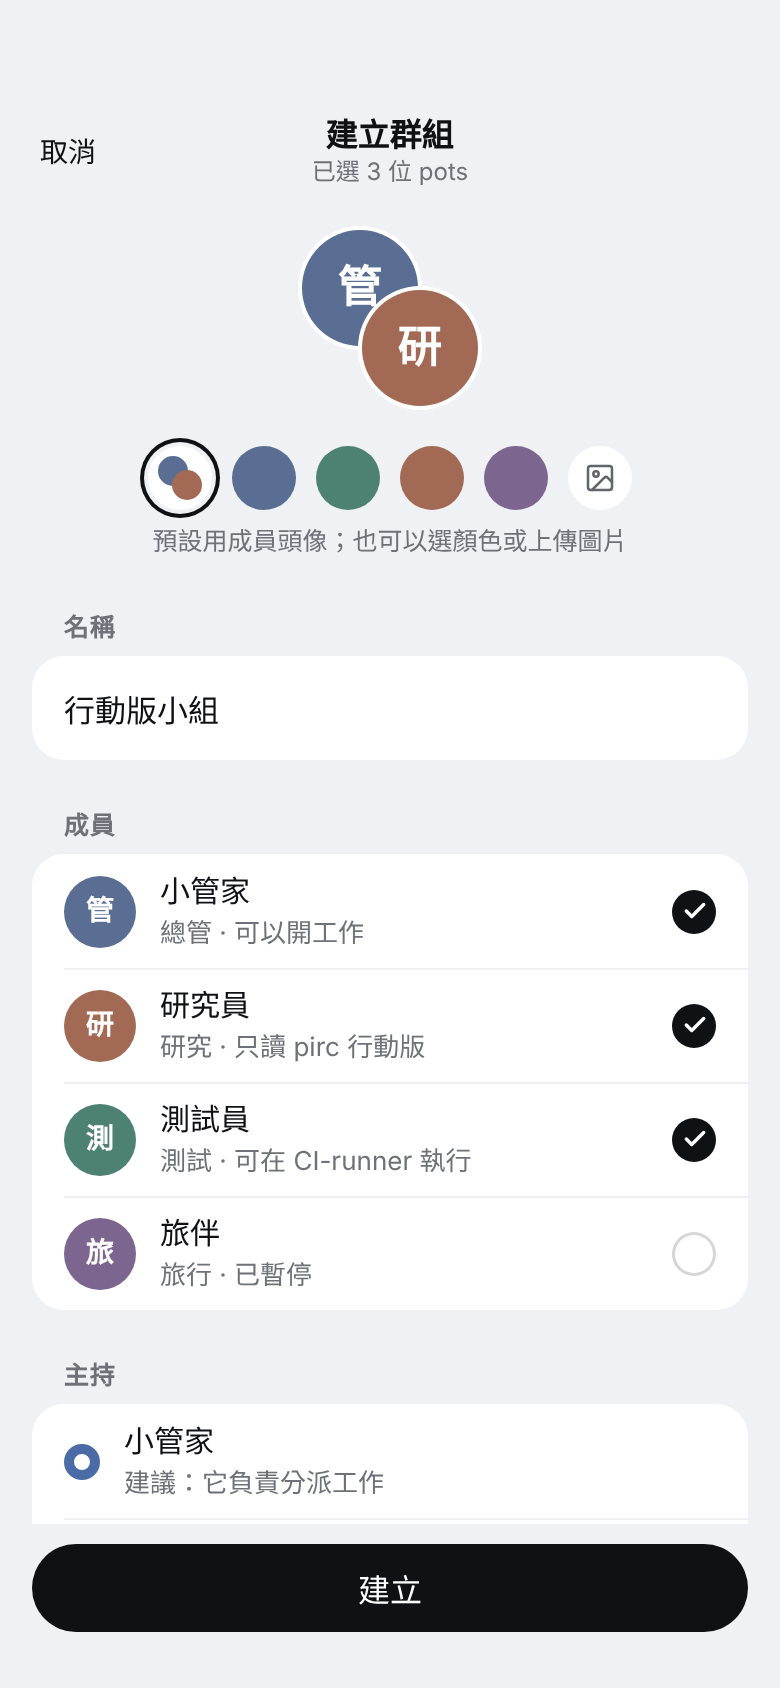 取消
建立群組
已選 3 位 pots
管
研
預設用成員頭像；也可以選顏色或上傳圖片
名稱
行動版小組
成員
管
小管家
總管 · 可以開工作
研
研究員
研究 · 只讀 pirc 行動版
測
測試員
測試 · 可在 CI-runner 執行
旅
旅伴
旅行 · 已暫停
主持
小管家
建議：它負責分派工作
建立